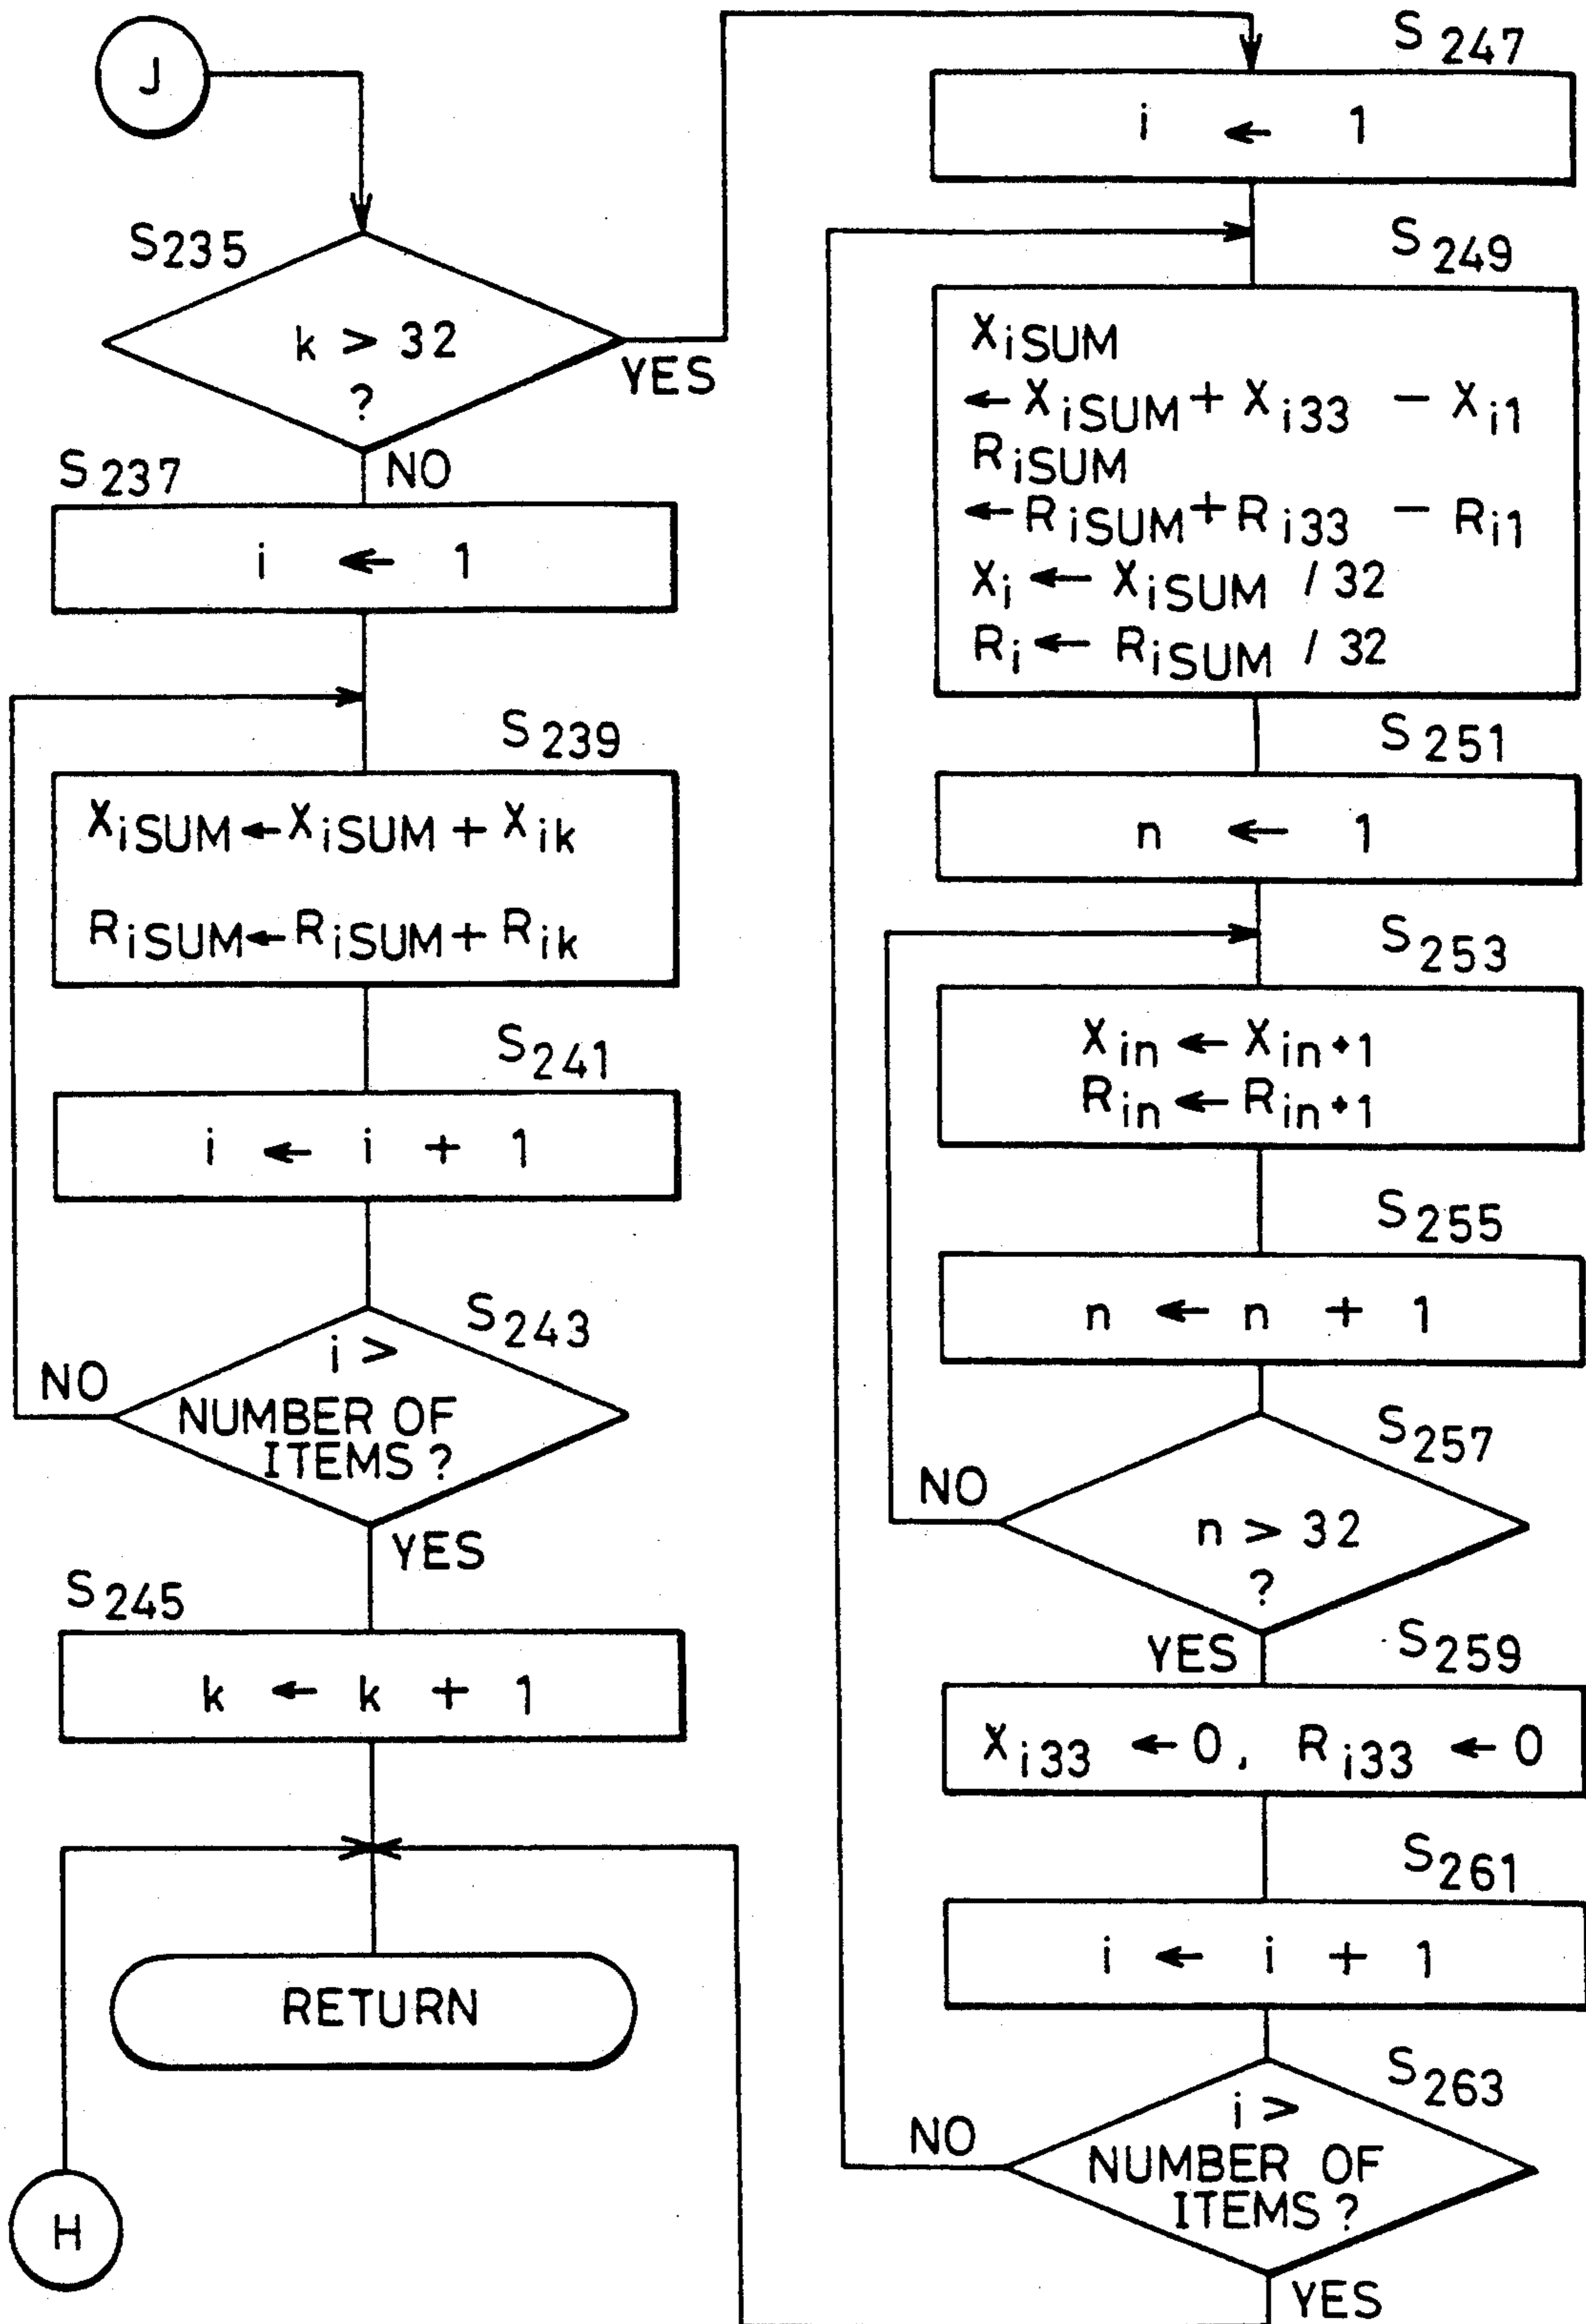 J
S235
k > 32
?
YES
NO
S237
i ← 1
S239
XiSUM ← XiSUM + Xik
RiSUM ← RiSUM + Rik
S241
i ← i + 1
S243
i >
NUMBER OF
ITEMS ?
NO
YES
S245
k ← k + 1
RETURN
H
S247
i ← 1
S249
XiSUM
← XiSUM + Xi33 − Xi1
RiSUM
← RiSUM + Ri33 − Ri1
Xi ← XiSUM / 32
Ri ← RiSUM / 32
S251
n ← 1
S253
Xin ← Xin+1
Rin ← Rin+1
S255
n ← n + 1
S257
n > 32
?
NO
YES
S259
Xi33 ← 0, Ri33 ← 0
S261
i ← i + 1
S263
i >
NUMBER OF
ITEMS ?
NO
YES